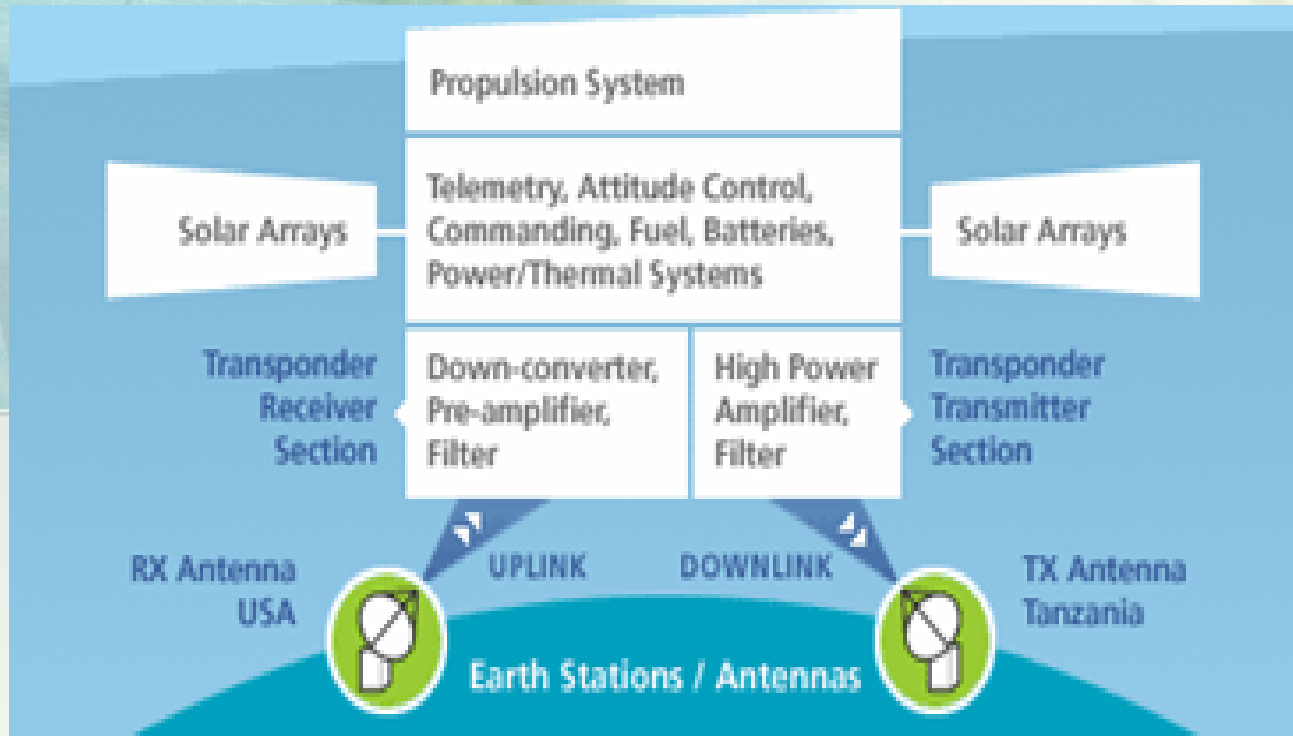 Propulsion System
Solar Arrays
Telemetry, Attitude Control,
Commanding, Fuel, Batteries,
Power/Thermal Systems
Solar Arrays
Transponder
Receiver
Section
Down-converter,
Pre-amplifier,
Filter
High Power
Amplifier,
Filter
Transponder
Transmitter
Section
RX Antenna
USA
UPLINK
DOWNLINK
TX Antenna
Tanzania
Earth Stations / Antennas